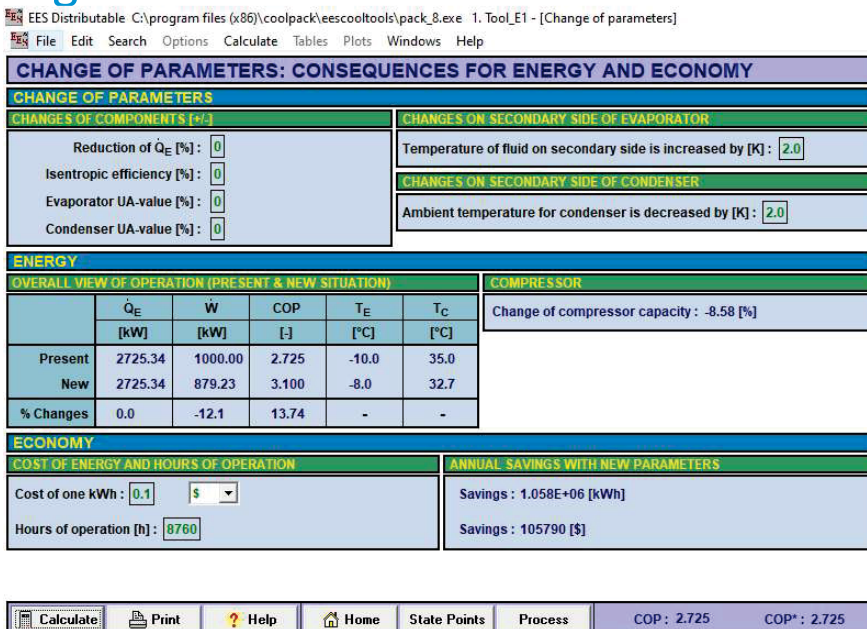 EES Distributable C:\program files (x86)\coolpack\eescooltools\pack_8.exe 1. Tool_E1 - [Change of parameters]
File Edit Search Options Calculate Tables Plots Windows Help
CHANGE OF PARAMETERS: CONSEQUENCES FOR ENERGY AND ECONOMY
CHANGE OF PARAMETERS
CHANGES OF COMPONENTS [+/-]
Reduction of Q̇E [%] : 0
Isentropic efficiency [%] : 0
Evaporator UA-value [%] : 0
Condenser UA-value [%] : 0
CHANGES ON SECONDARY SIDE OF EVAPORATOR
Temperature of fluid on secondary side is increased by [K] : 2.0
CHANGES ON SECONDARY SIDE OF CONDENSER
Ambient temperature for condenser is decreased by [K] : 2.0
ENERGY
OVERALL VIEW OF OPERATION (PRESENT & NEW SITUATION)
Q̇E Ẇ COP TE TC
[kW] [kW] [-] [°C] [°C]
Present 2725.34 1000.00 2.725 -10.0 35.0
New 2725.34 879.23 3.100 -8.0 32.7
% Changes 0.0 -12.1 13.74 - -
COMPRESSOR
Change of compressor capacity : -8.58 [%]
ECONOMY
COST OF ENERGY AND HOURS OF OPERATION
Cost of one kWh : 0.1 $
Hours of operation [h] : 8760
ANNUAL SAVINGS WITH NEW PARAMETERS
Savings : 1.058E+06 [kWh]
Savings : 105790 [$]
Calculate Print ? Help Home State Points Process COP : 2.725 COP* : 2.725